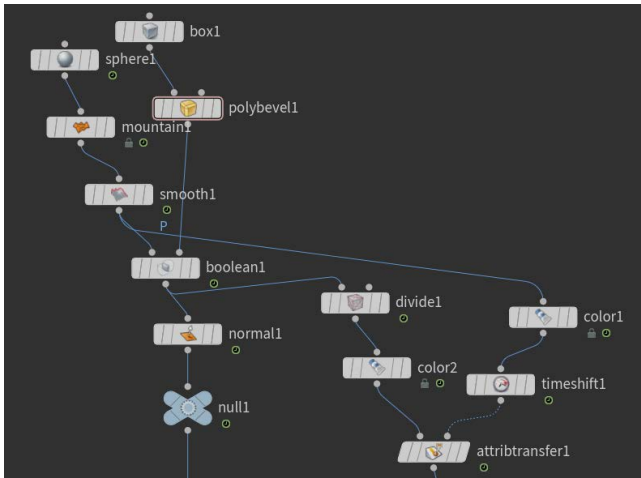 box1
sphere1
polybevel1
mountain1
smooth1
P
boolean1
divide1
color1
normal1
color2
timeshift1
null1
attribtransfer1